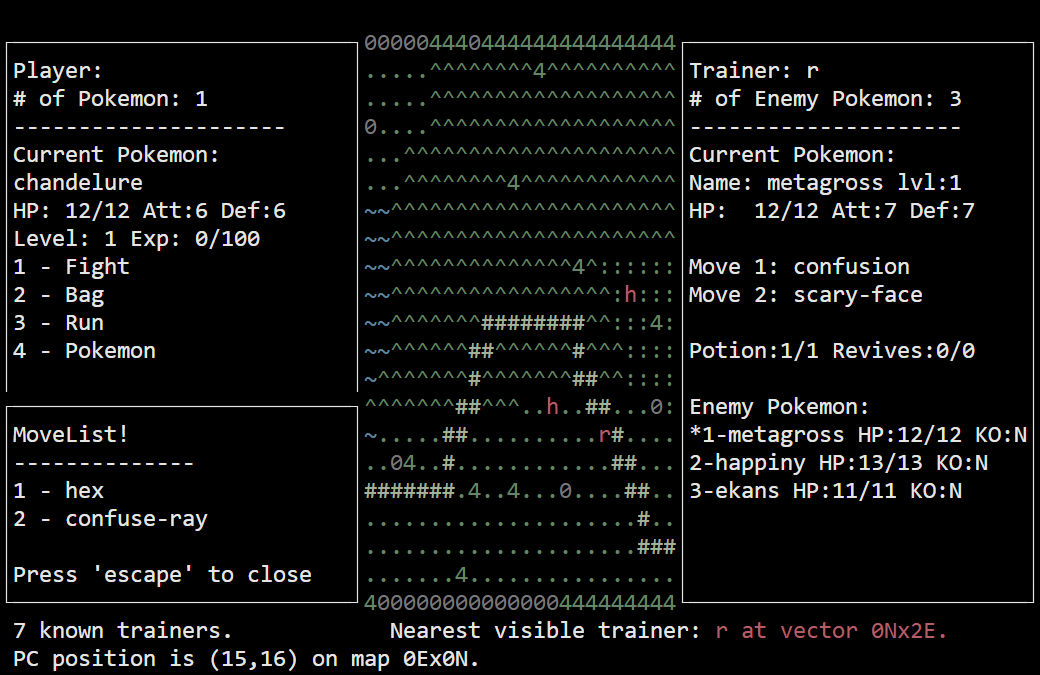 Player:
# of Pokemon: 1
---------------------
Current Pokemon:
chandelure
HP: 12/12 Att:6 Def:6
Level: 1 Exp: 0/100
1 - Fight
2 - Bag
3 - Run
4 - Pokemon
MoveList!
--------------
1 - hex
2 - confuse-ray
Press 'escape' to close
000004440444444444444444
.....^^^^^^^^4^^^^^^^^^^
.....^^^^^^^^^^^^^^^^^^^
0....^^^^^^^^^^^^^^^^^^^
...^^^^^^^^^^^^^^^^^^^^^
...^^^^^^^^4^^^^^^^^^^^^
~~^^^^^^^^^^^^^^^^^^^^^^
~~^^^^^^^^^^^^^^^^^^^^^^
~~^^^^^^^^^^^^^^4^::::::
~~^^^^^^^^^^^^^^^^^:h:::
~~^^^^^^^########^^:::4:
~~^^^^^^##^^^^^^#^^^::::
~^^^^^^^#^^^^^^^##^^::::
^^^^^^^##^^^..h..##...0:
~.....##..........r#....
..04..#............##...
#######.4..4...0....##..
.....................#..
.....................###
.......4................
400000000000000444444444
Trainer: r
# of Enemy Pokemon: 3
---------------------
Current Pokemon:
Name: metagross lvl:1
HP:  12/12 Att:7 Def:7
Move 1: confusion
Move 2: scary-face
Potion:1/1 Revives:0/0
Enemy Pokemon:
*1-metagross HP:12/12 KO:N
2-happiny HP:13/13 KO:N
3-ekans HP:11/11 KO:N
7 known trainers. Nearest visible trainer: r at vector 0Nx2E.
PC position is (15,16) on map 0Ex0N.